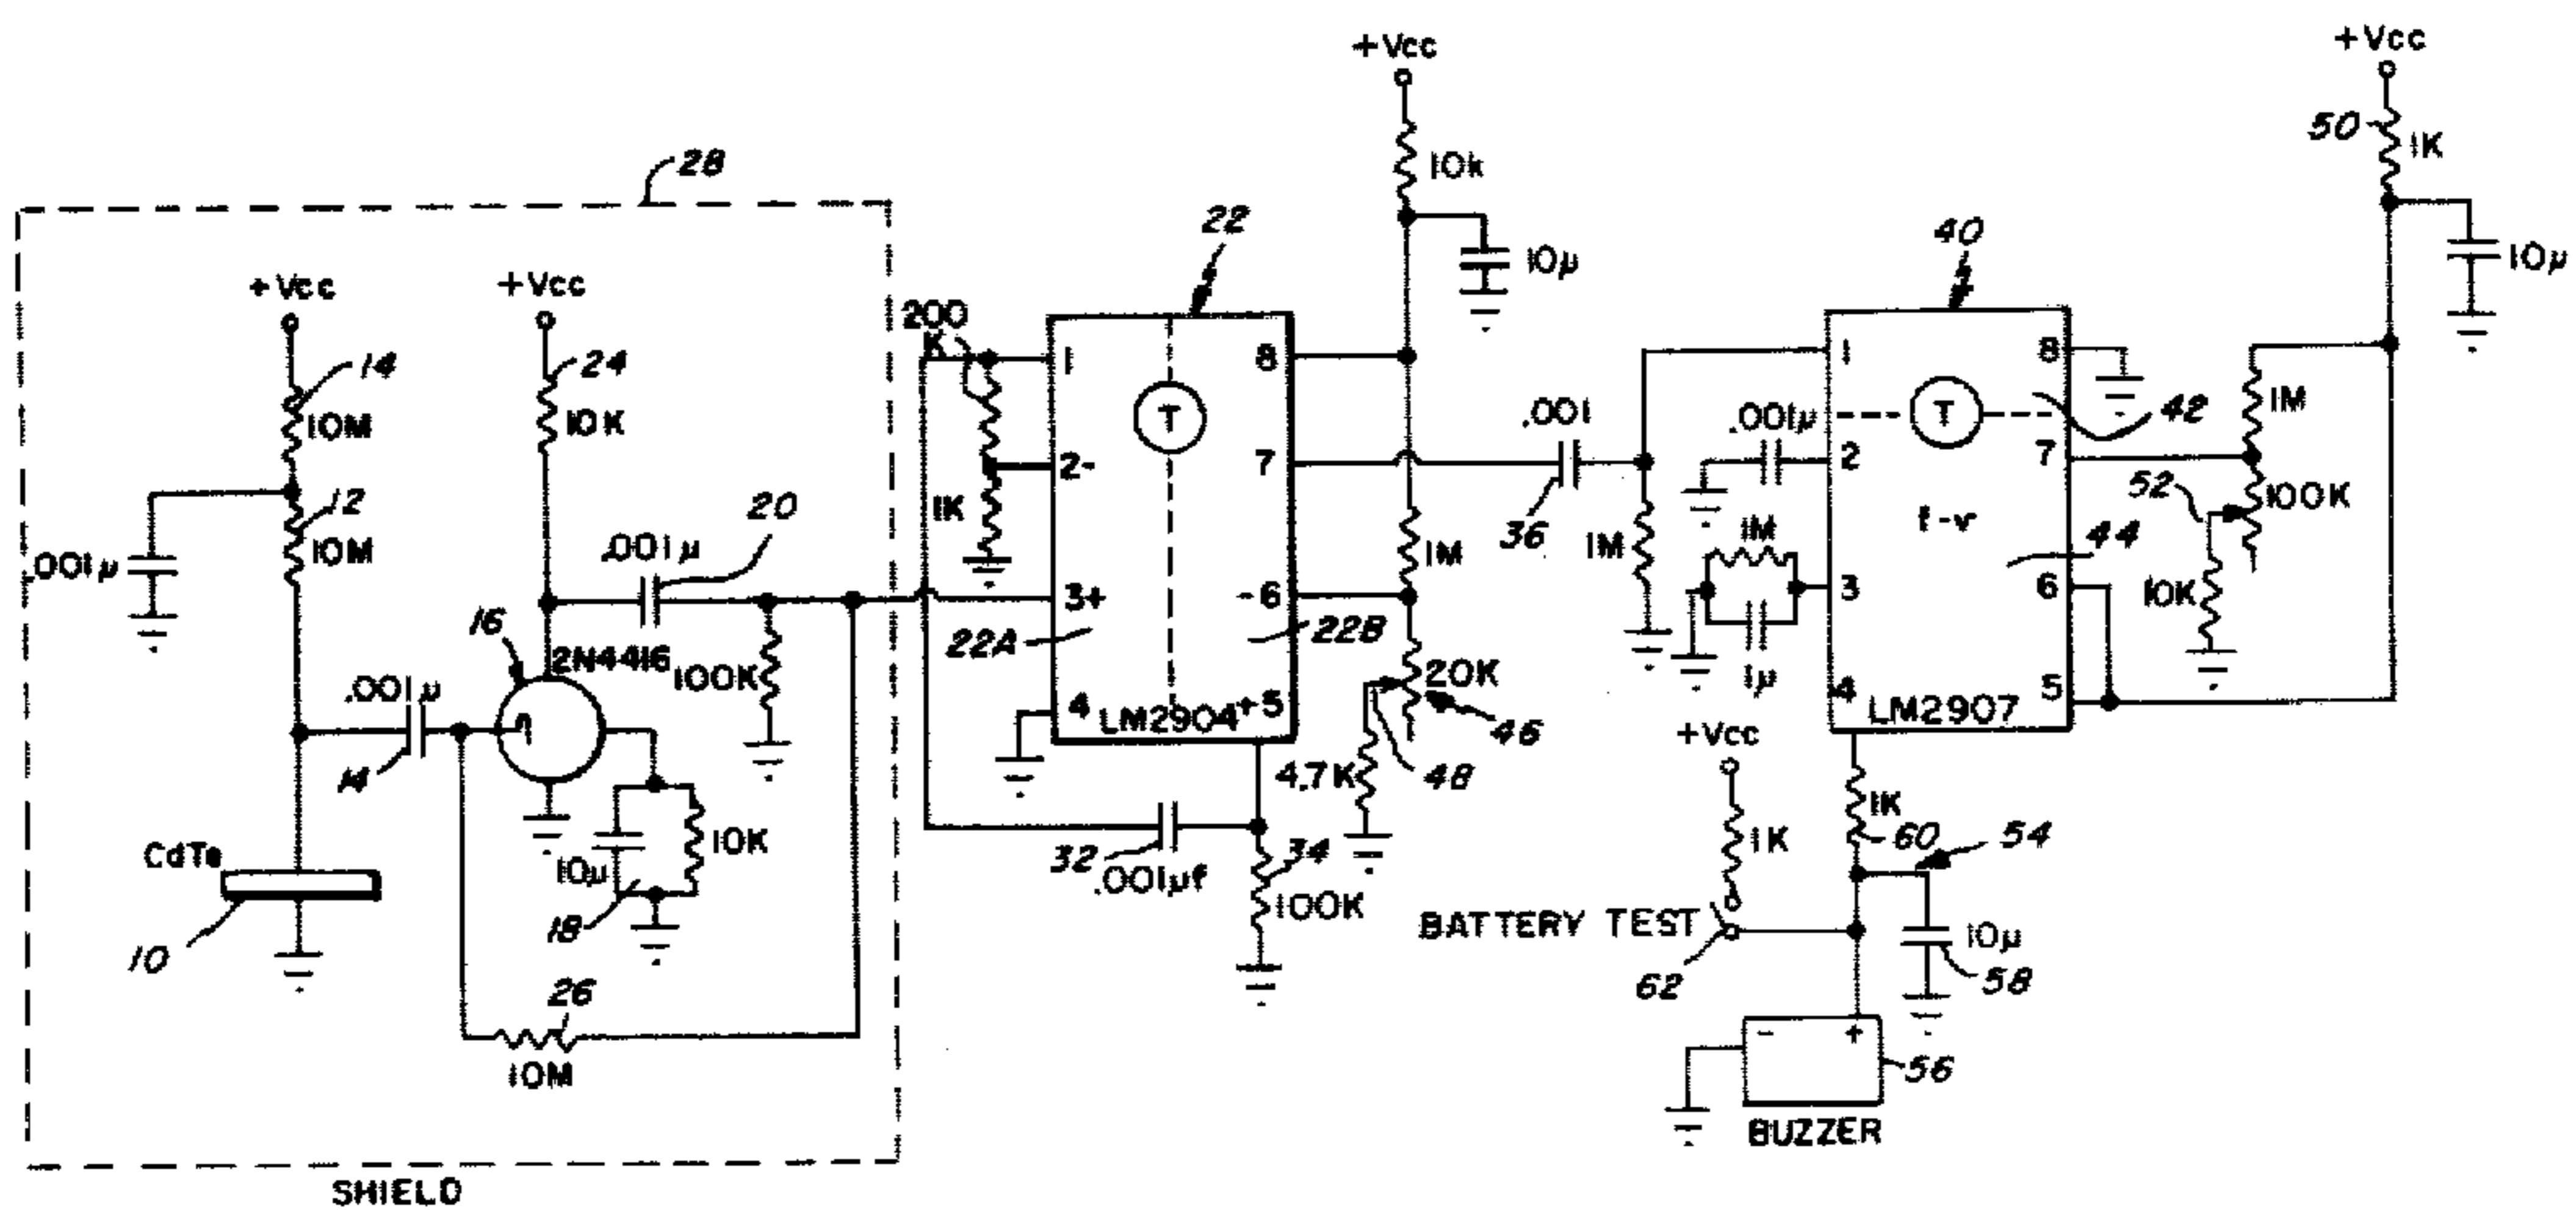 +Vcc
+Vcc
50
1K
10k
28
22
40
10µ
10µ
+Vcc
+Vcc
200
K
1
8
1
8
14
24
10M
10K
T
.001
.001µ
T
42
1M
2-
7
2
7
12
20
1K
36
1M
52
100K
10M
.001µ
1M
1M
f-v
44
.001µ
3+
-6
3
6
10K
16
2N4416
100K
22A
22B
1µ
.001µ
20K
4
LM2904
+5
46
4
LM2907
5
+Vcc
14
4.7K
48
1K
60
54
1K
CdTe
10µ
10K
32
.001µf
34
100K
18
BATTERY TEST
10µ
10
62
58
26
10M
-
+
56
BUZZER
SHIELD